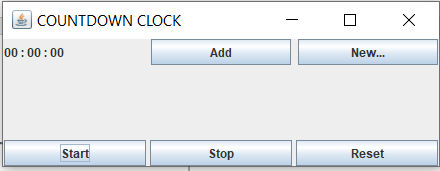 COUNTDOWN CLOCK
00 : 00 : 00 Add New...
Start Stop Reset